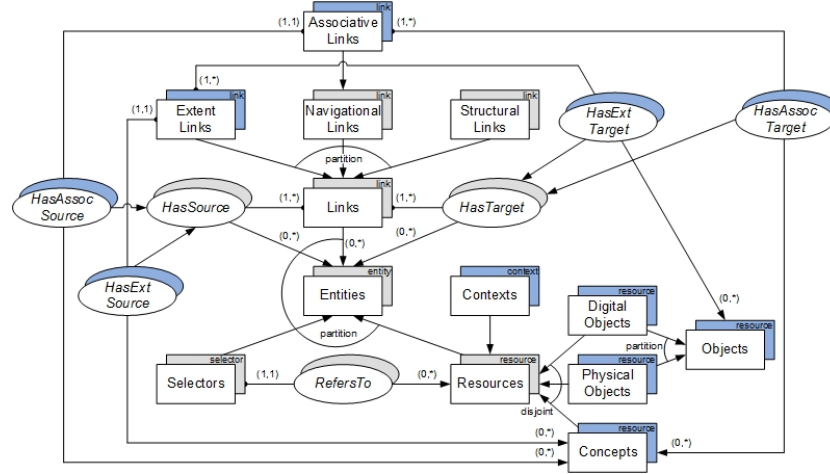 link
(1,1)
Associative
Links
(1,*)
(1,*)
link
link
link
(1,1)
Extent
Links
Navigational
Links
Structural
Links
HasExt
Target
HasAssoc
Target
partition
link
HasAssoc
Source
HasSource
(1,*)
Links
(1,*)
HasTarget
(0,*)
(0,*)
(0,*)
HasExt
Source
entity
Entities
context
Contexts
resource
Digital
Objects
(0,*)
resource
Objects
partition
partition
selector
Selectors
(1,1)
RefersTo
(0,*)
resource
Resources
resource
Physical
Objects
disjoint
resource
Concepts
(0,*)
(0,*)
(0,*)